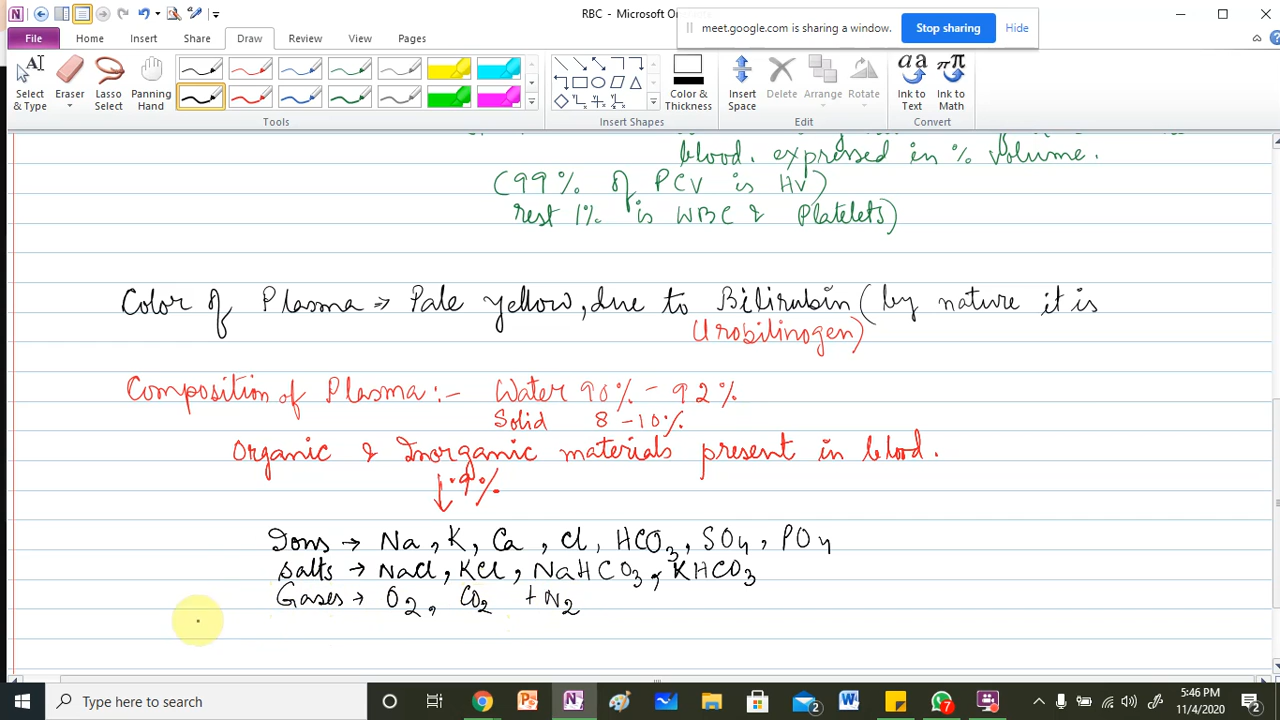 RBC - Microsoft On
meet.google.com is sharing a window. Stop sharing Hide
File Home Insert Share Draw Review View Pages
Select & Type Eraser Lasso Select Panning Hand Color & Thickness Insert Space Delete Arrange Rotate Ink to Text Ink to Math
Tools Insert Shapes Edit Convert
blood. expressed in % Volume.
(99% of PCV is HV)
rest 1% is WBC & Platelets)
Color of Plasma => Pale yellow, due to Bilirubin (by nature it is
Urobilinogen)
Composition of Plasma :- Water 90% - 92%
Solid 8 - 10%
Organic & Inorganic materials present in blood.
↓ .9%
Ions → Na, K, Ca, Cl, HCO3, SO4, PO4
Salts → NaCl, KCl, NaHCO3, KHCO3
Gases → O2, CO2 + N2
Type here to search
2 7 5:46 PM
11/4/2020 2